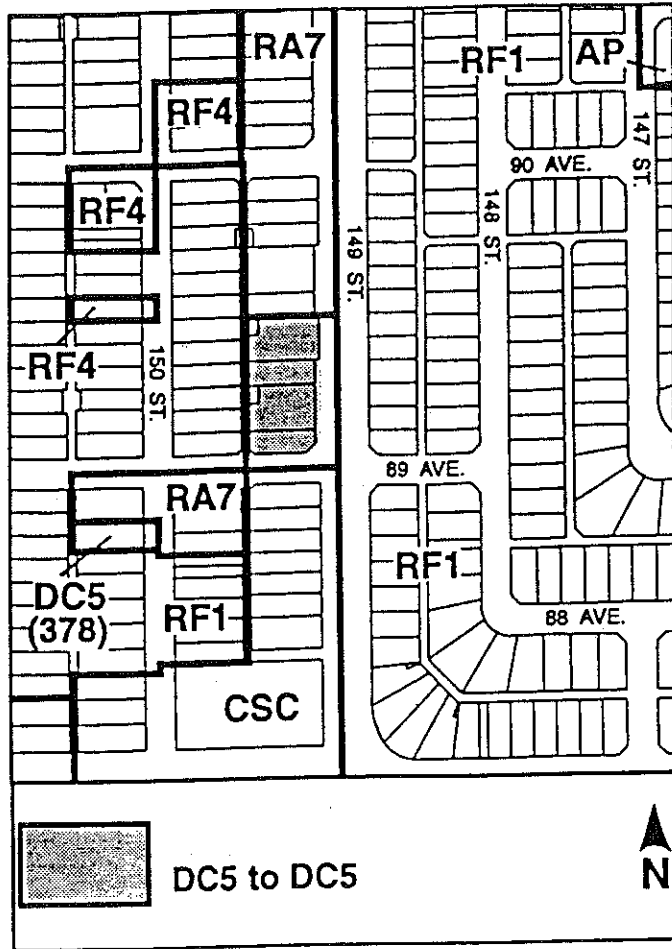 RA7
RF1
AP
RF4
147 ST.
90 AVE.
RF4
148 ST.
149 ST.
RF4
150 ST.
89 AVE.
RA7
RF1
DC5
(378)
RF1
88 AVE.
CSC
DC5 to DC5
N